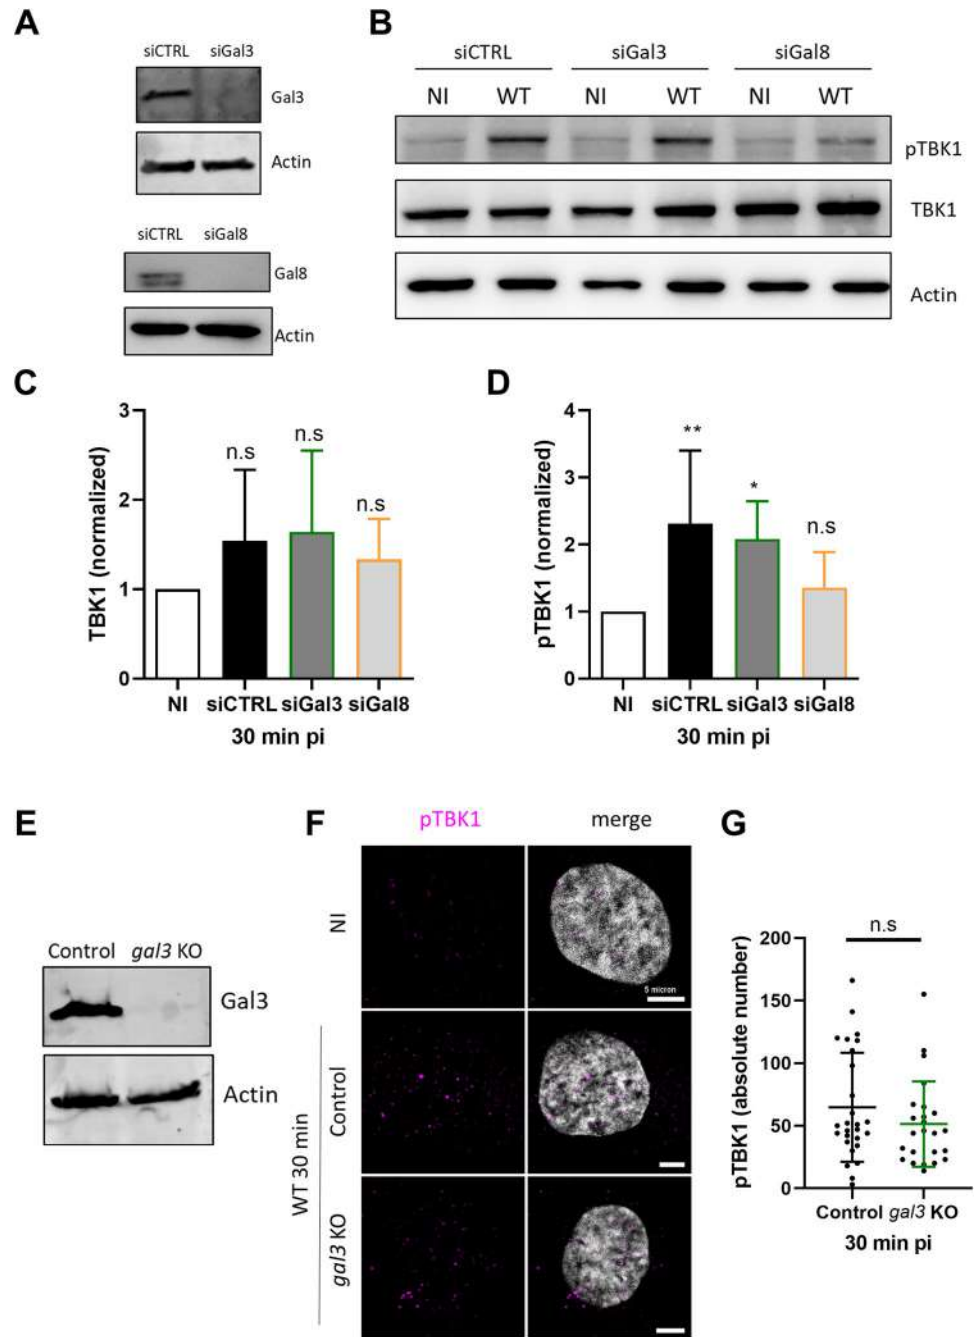 A
siCTRL siGal3
Gal3
Actin
siCTRL siGal8
Gal8
Actin
B
siCTRL siGal3 siGal8
NI WT NI WT NI WT
pTBK1
TBK1
Actin
C
TBK1 (normalized)
3
2
1
0
n.s n.s n.s
NI siCTRL siGal3 siGal8
30 min pi
D
pTBK1 (normalized)
4
3
2
1
0
** * n.s
NI siCTRL siGal3 siGal8
30 min pi
E
Control gal3 KO
Gal3
Actin
F
pTBK1 merge
NI
5 micron
WT 30 min
Control
gal3 KO
G
n.s
pTBK1 (absolute number)
200
150
100
50
0
Control gal3 KO
30 min pi